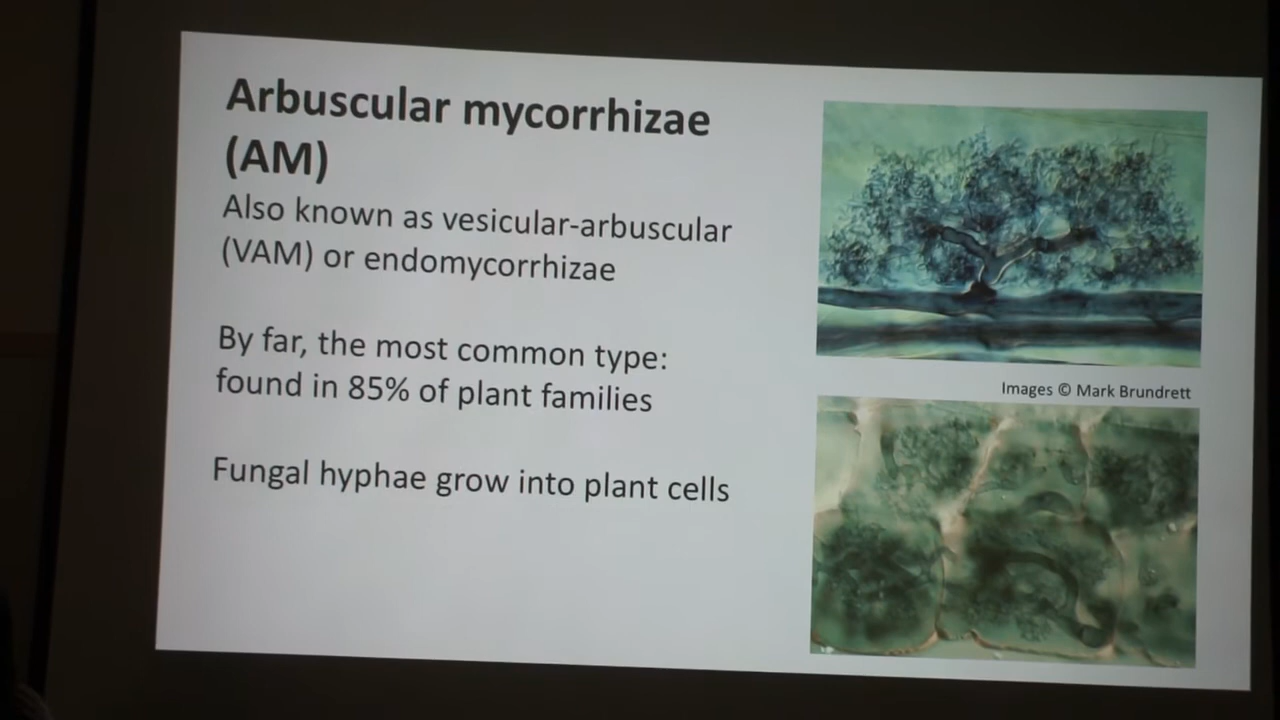 Arbuscular mycorrhizae
(AM)
Also known as vesicular-arbuscular
(VAM) or endomycorrhizae
By far, the most common type:
found in 85% of plant families
Fungal hyphae grow into plant cells
Images © Mark Brundrett